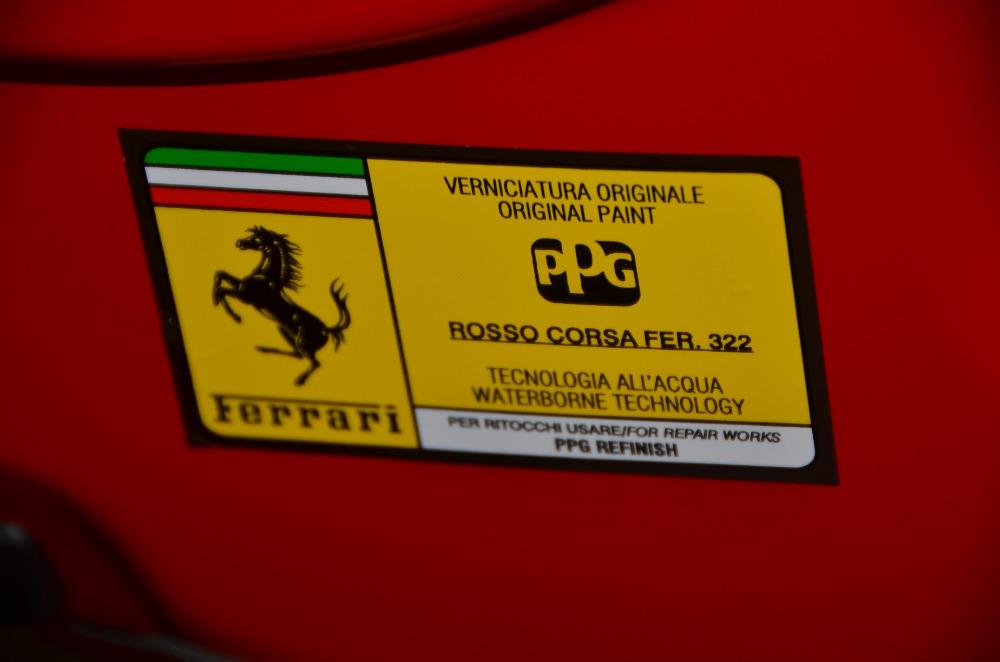 Ferrari
VERNICIATURA ORIGINALE
ORIGINAL PAINT
PPG
ROSSO CORSA FER. 322
TECNOLOGIA ALL'ACQUA
WATERBORNE TECHNOLOGY
PER RITOCCHI USARE/FOR REPAIR WORKS
PPG REFINISH